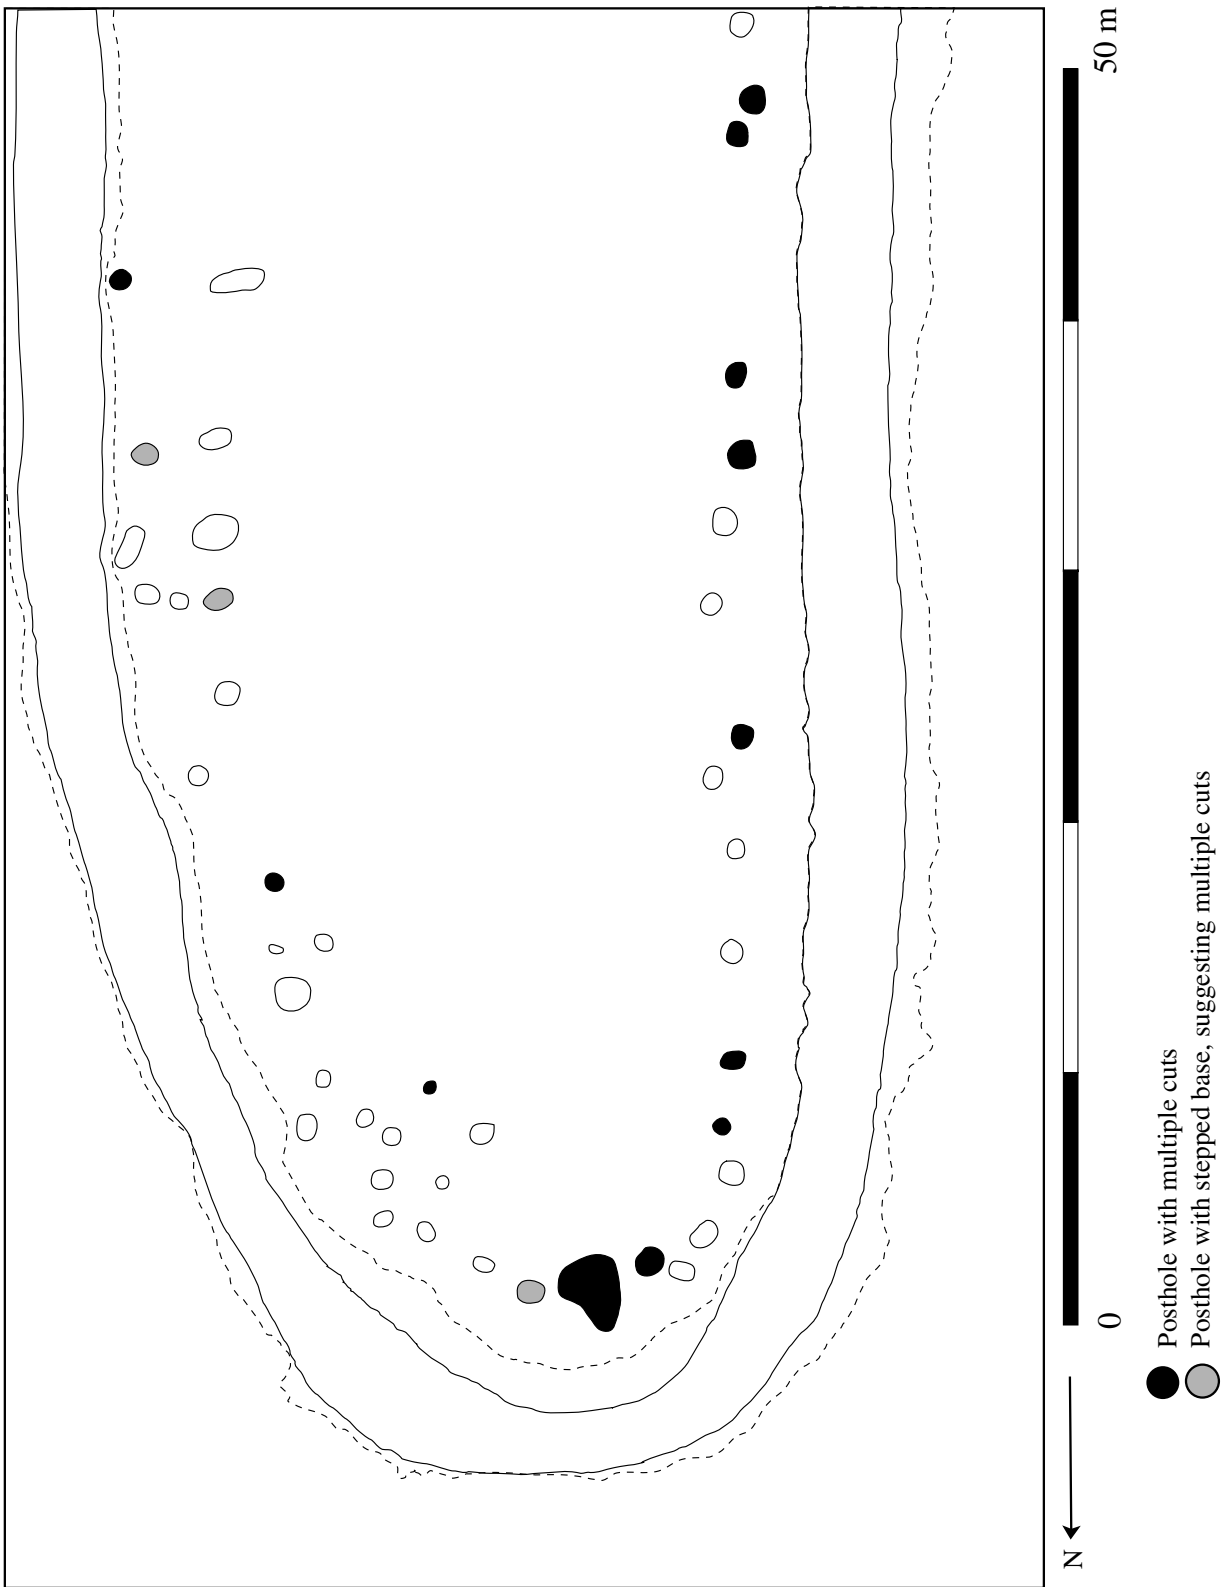 50 m
0
N
Posthole with multiple cuts
Posthole with stepped base, suggesting multiple cuts